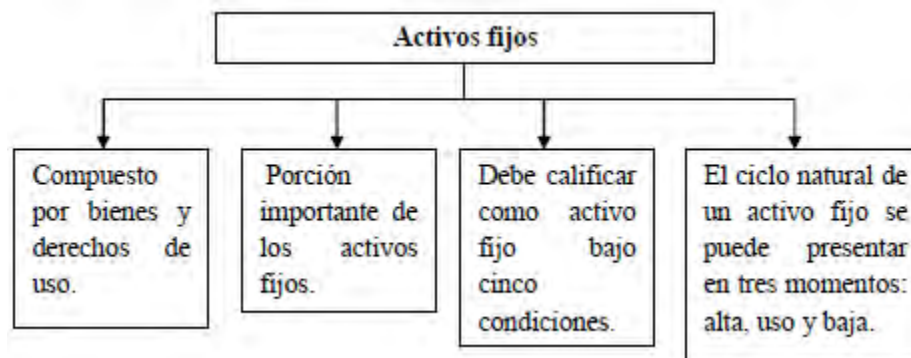 Activos fijos
Compuesto
por bienes y
derechos de
uso.
Porción
importante de
los activos
fijos.
Debe calificar
como activo
fijo bajo
cinco
condiciones.
El ciclo natural de
un activo fijo se
puede presentar
en tres momentos:
alta, uso y baja.